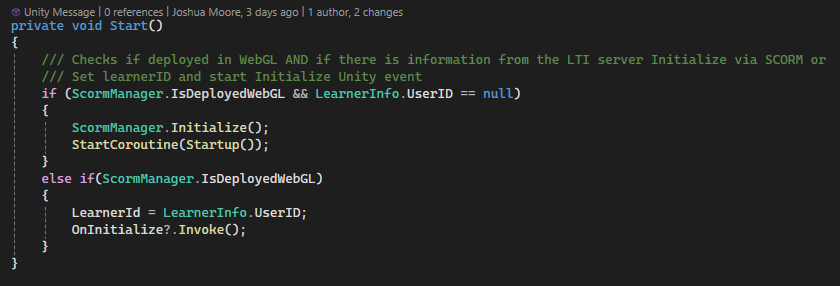 Unity Message | 0 references | Joshua Moore, 3 days ago | 1 author, 2 changes
private void Start()
{
    /// Checks if deployed in WebGL AND if there is information from the LTI server Initialize via SCORM or
    /// Set learnerID and start Initialize Unity event
    if (ScormManager.IsDeployedWebGL && LearnerInfo.UserID == null)
    {
        ScormManager.Initialize();
        StartCoroutine(Startup());
    }
    else if(ScormManager.IsDeployedWebGL)
    {
        LearnerId = LearnerInfo.UserID;
        OnInitialize?.Invoke();
    }
}